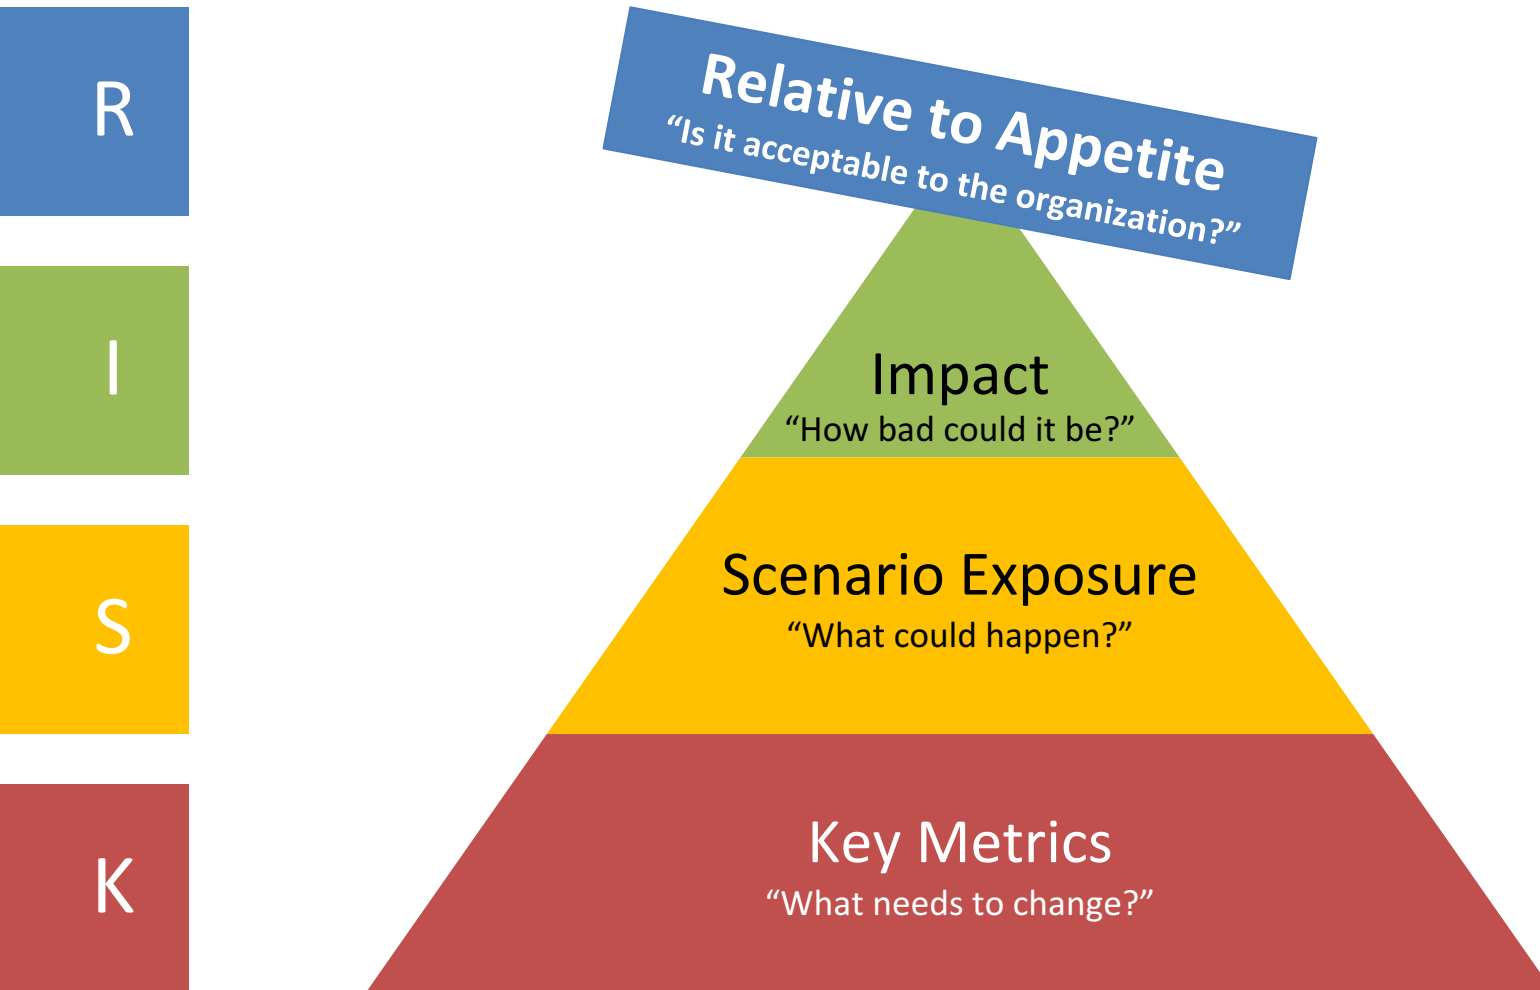 R
Relative to Appetite
“Is it acceptable to the organization?”
I
Impact
“How bad could it be?”
S
Scenario Exposure
“What could happen?”
K
Key Metrics
“What needs to change?”